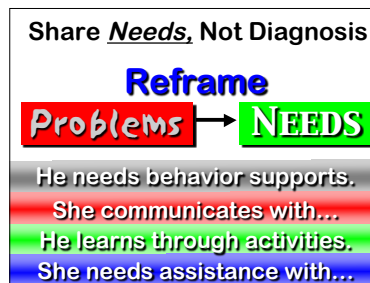 Share Needs, Not Diagnosis
Reframe
Problems NEEDS
He needs behavior supports.
She communicates with...
He learns through activities.
She needs assistance with...